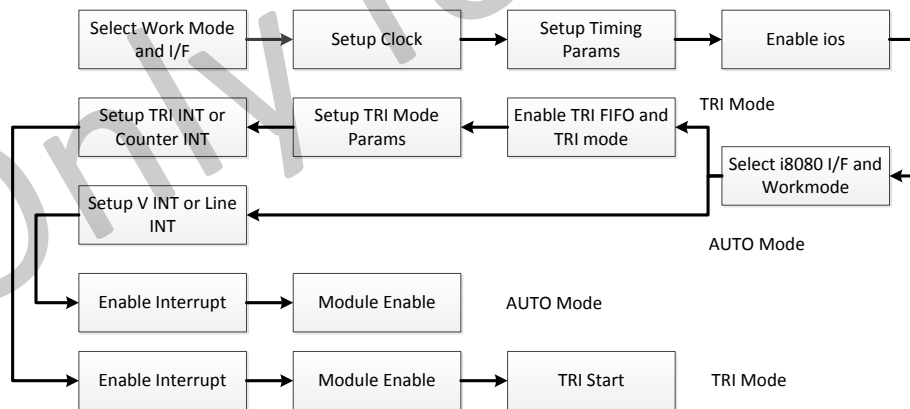 Select Work Mode
and I/F
Setup Clock
Setup Timing
Params
Enable ios
TRI Mode
Setup TRI INT or
Counter INT
Setup TRI Mode
Params
Enable TRI FIFO and
TRI mode
Select i8080 I/F and
Workmode
Setup V INT or Line
INT
AUTO Mode
Enable Interrupt
Module Enable
AUTO Mode
Enable Interrupt
Module Enable
TRI Start
TRI Mode
Only